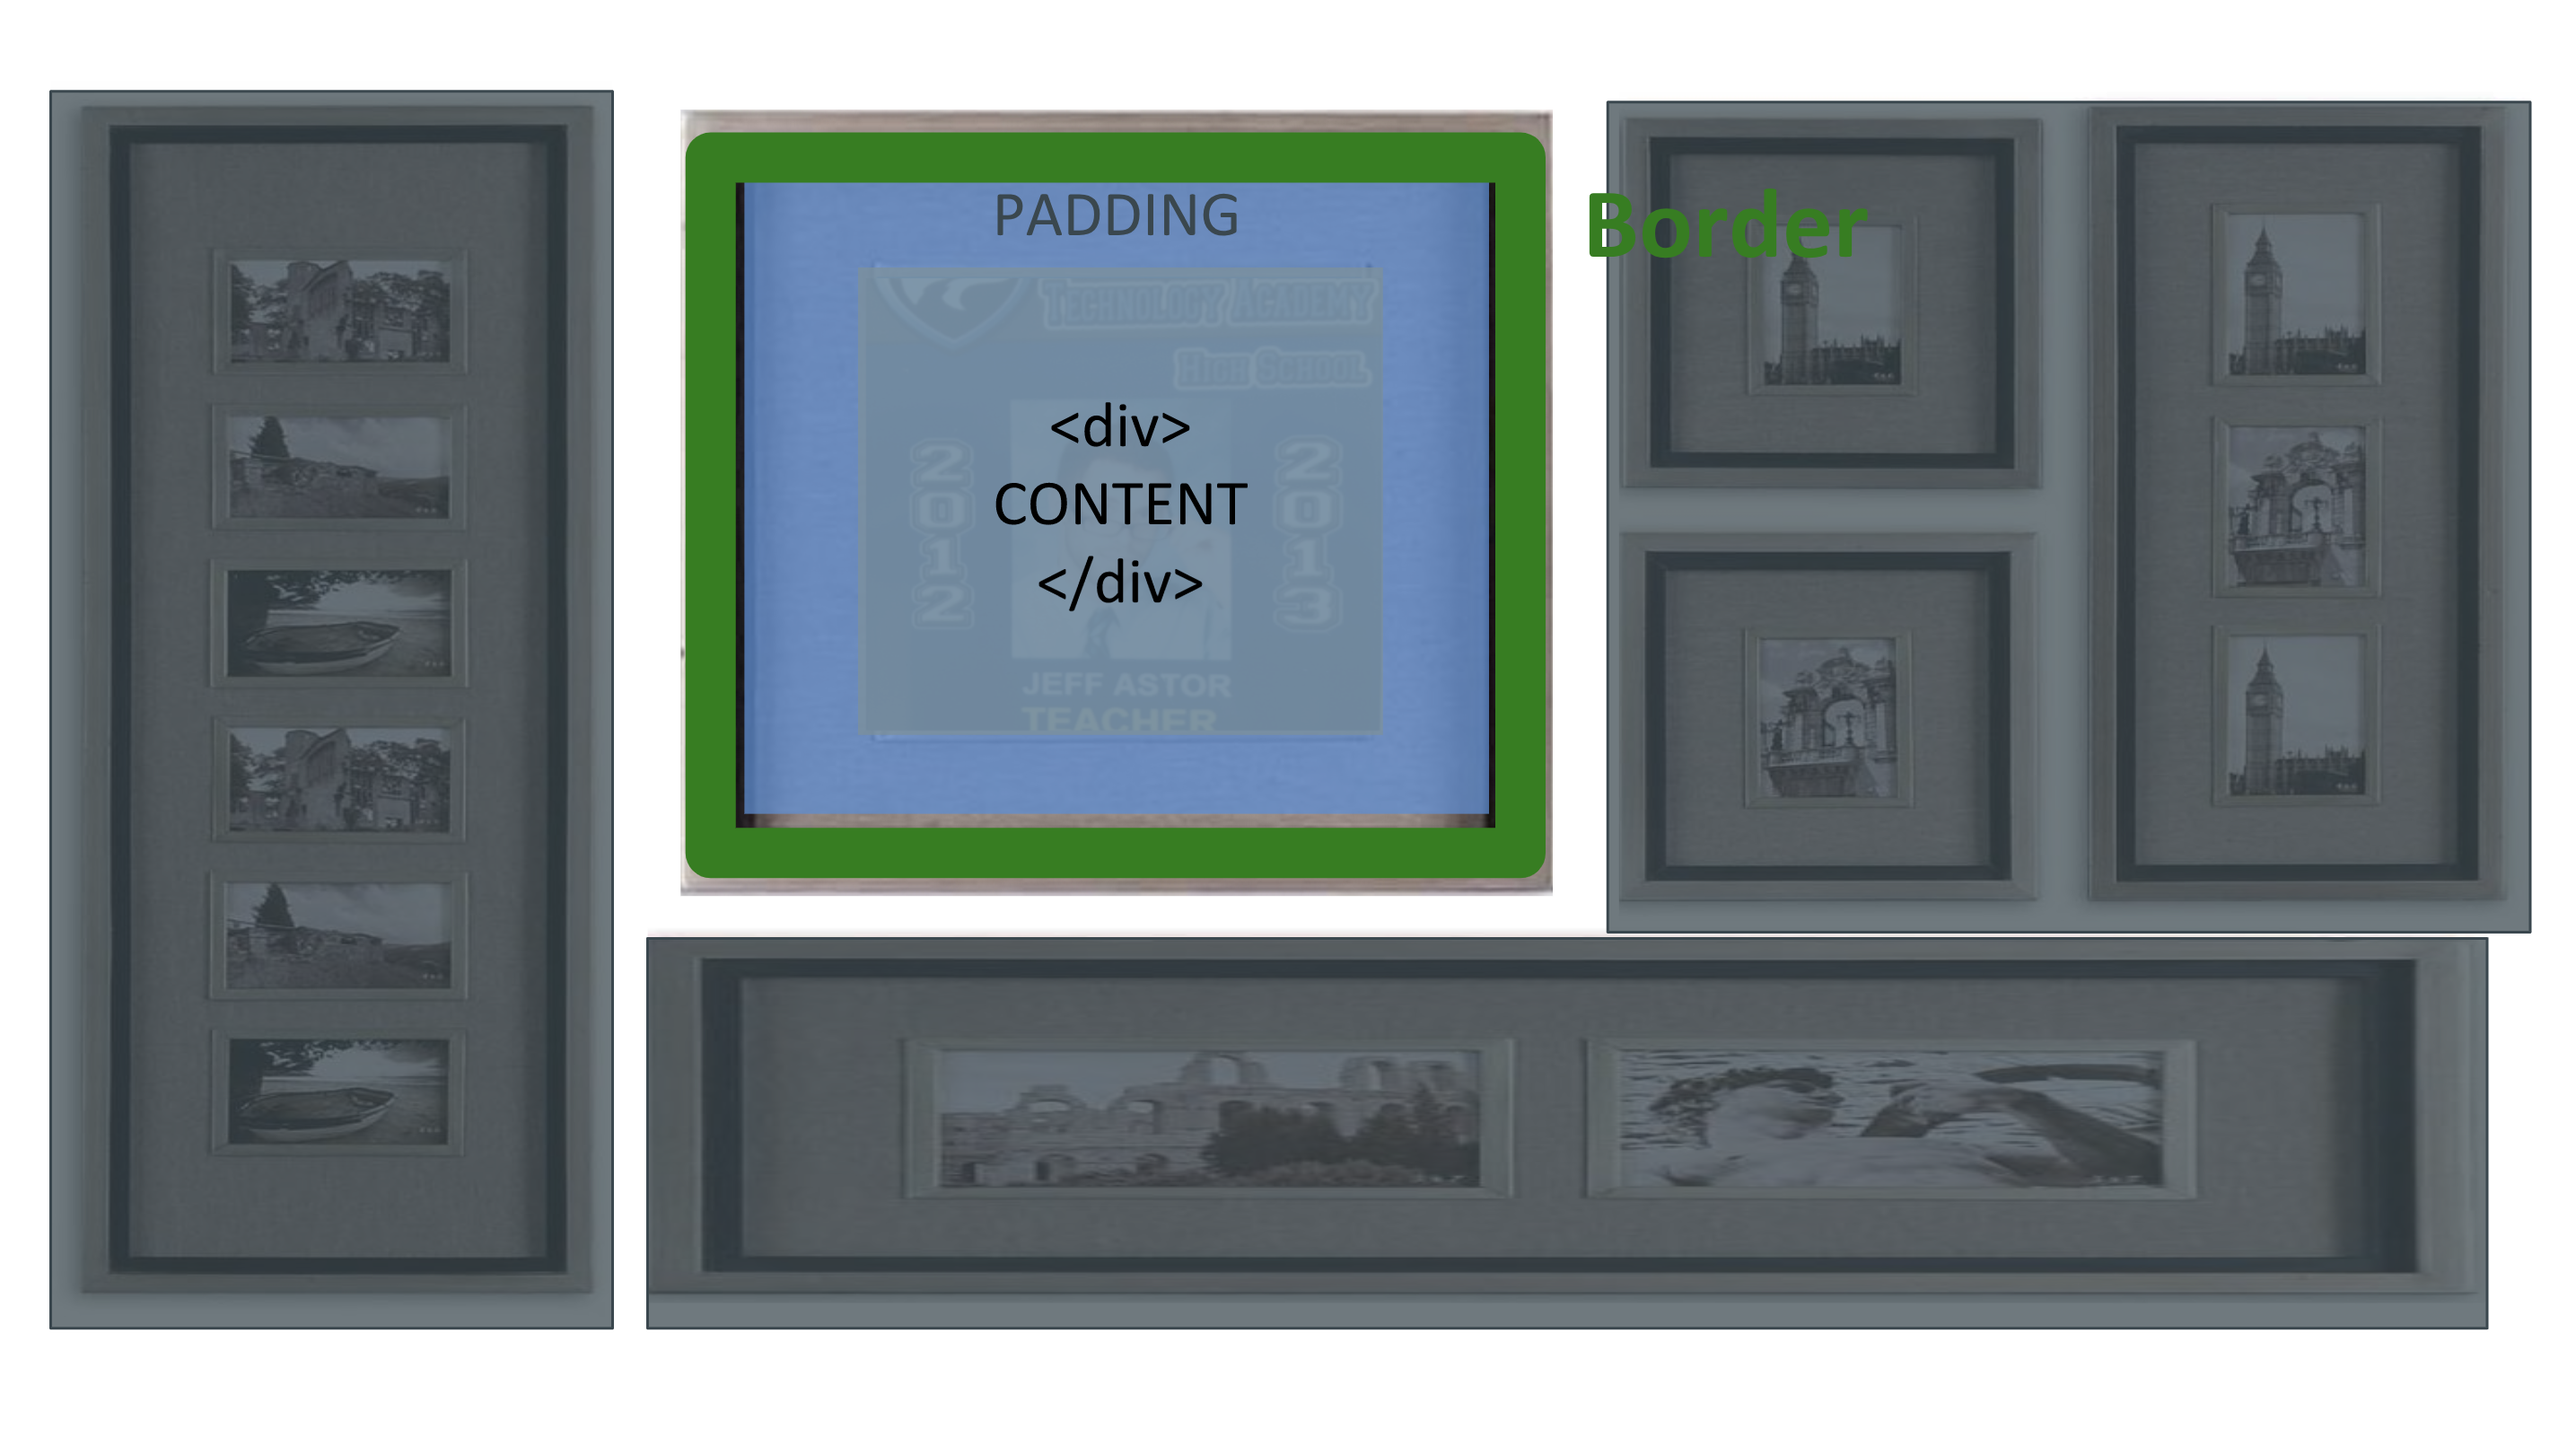 PADDING
Border
TECHNOLOGY ACADEMY
HIGH SCHOOL
<div>
CONTENT
</div>
2012
2013
JEFF ASTOR
TEACHER